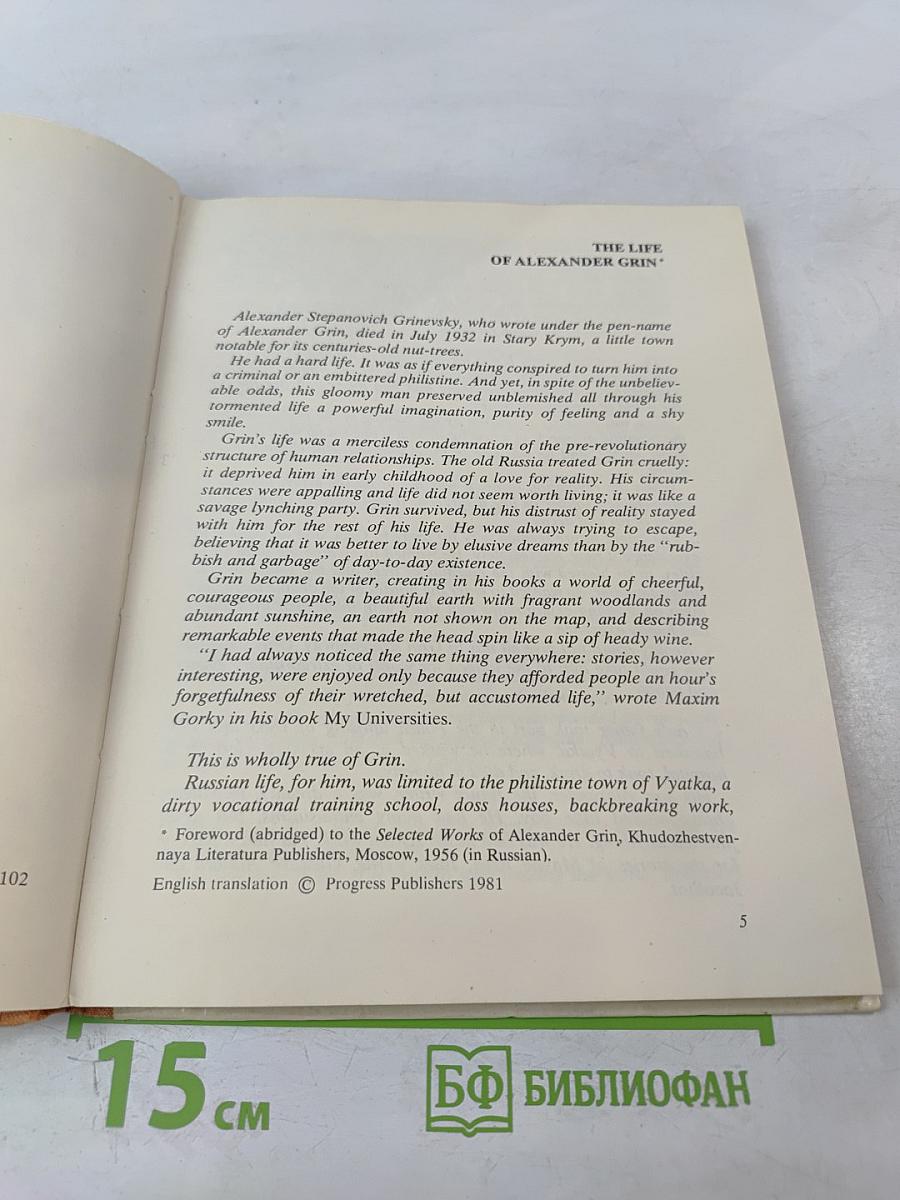 THE LIFE
OF ALEXANDER GRIN*
Alexander Stepanovich Grinevsky, who wrote under the pen-name
of Alexander Grin, died in July 1932 in Stary Krym, a little town
notable for its centuries-old nut-trees.
He had a hard life. It was as if everything conspired to turn him into
a criminal or an embittered philistine. And yet, in spite of the unbeliev-
able odds, this gloomy man preserved unblemished all through his
tormented life a powerful imagination, purity of feeling and a shy
smile.
Grin's life was a merciless condemnation of the pre-revolutionary
structure of human relationships. The old Russia treated Grin cruelly:
it deprived him in early childhood of a love for reality. His circum-
stances were appalling and life did not seem worth living; it was like a
savage lynching party. Grin survived, but his distrust of reality stayed
with him for the rest of his life. He was always trying to escape,
believing that it was better to live by elusive dreams than by the “rub-
bish and garbage” of day-to-day existence.
Grin became a writer, creating in his books a world of cheerful,
courageous people, a beautiful earth with fragrant woodlands and
abundant sunshine, an earth not shown on the map, and describing
remarkable events that made the head spin like a sip of heady wine.
“I had always noticed the same thing everywhere: stories, however
interesting, were enjoyed only because they afforded people an hour's
forgetfulness of their wretched, but accustomed life,” wrote Maxim
Gorky in his book My Universities.
This is wholly true of Grin.
Russian life, for him, was limited to the philistine town of Vyatka, a
dirty vocational training school, doss houses, backbreaking work,
* Foreword (abridged) to the Selected Works of Alexander Grin, Khudozhestven-
naya Literatura Publishers, Moscow, 1956 (in Russian).
English translation © Progress Publishers 1981
5
102
15 см
БФ БИБЛИОФАН